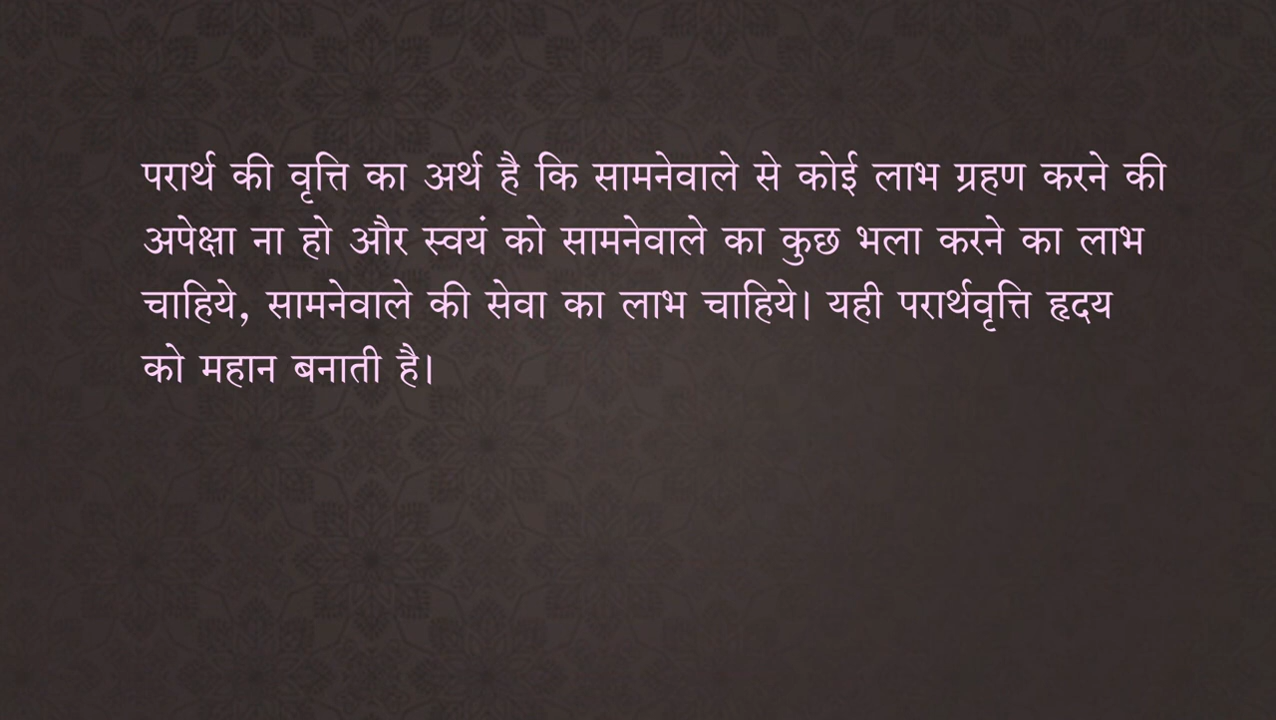 परार्थ की वृत्ति का अर्थ है कि सामनेवाले से कोई लाभ ग्रहण करने की
अपेक्षा ना हो और स्वयं को सामनेवाले का कुछ भला करने का लाभ
चाहिये, सामनेवाले की सेवा का लाभ चाहिये। यही परार्थवृत्ति हृदय
को महान बनाती है।